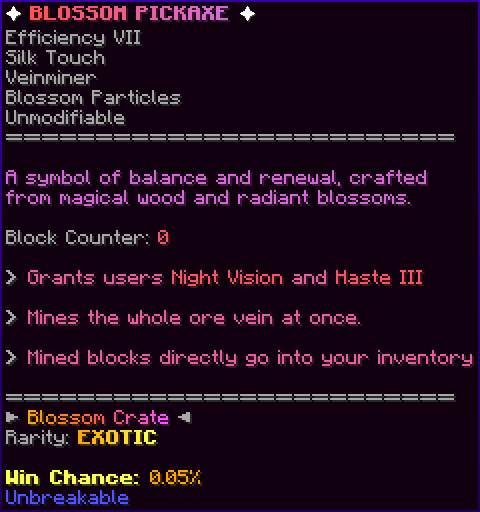 ✦ BLOSSOM PICKAXE ✦
Efficiency VII
Silk Touch
Veinminer
Blossom Particles
Unmodifiable
=========================
A symbol of balance and renewal, crafted
from magical wood and radiant blossoms.
Block Counter: 0
> Grants users Night Vision and Haste III
> Mines the whole ore vein at once.
> Mined blocks directly go into your inventory
=========================
► Blossom Crate ◄
Rarity: EXOTIC
Win Chance: 0.05%
Unbreakable